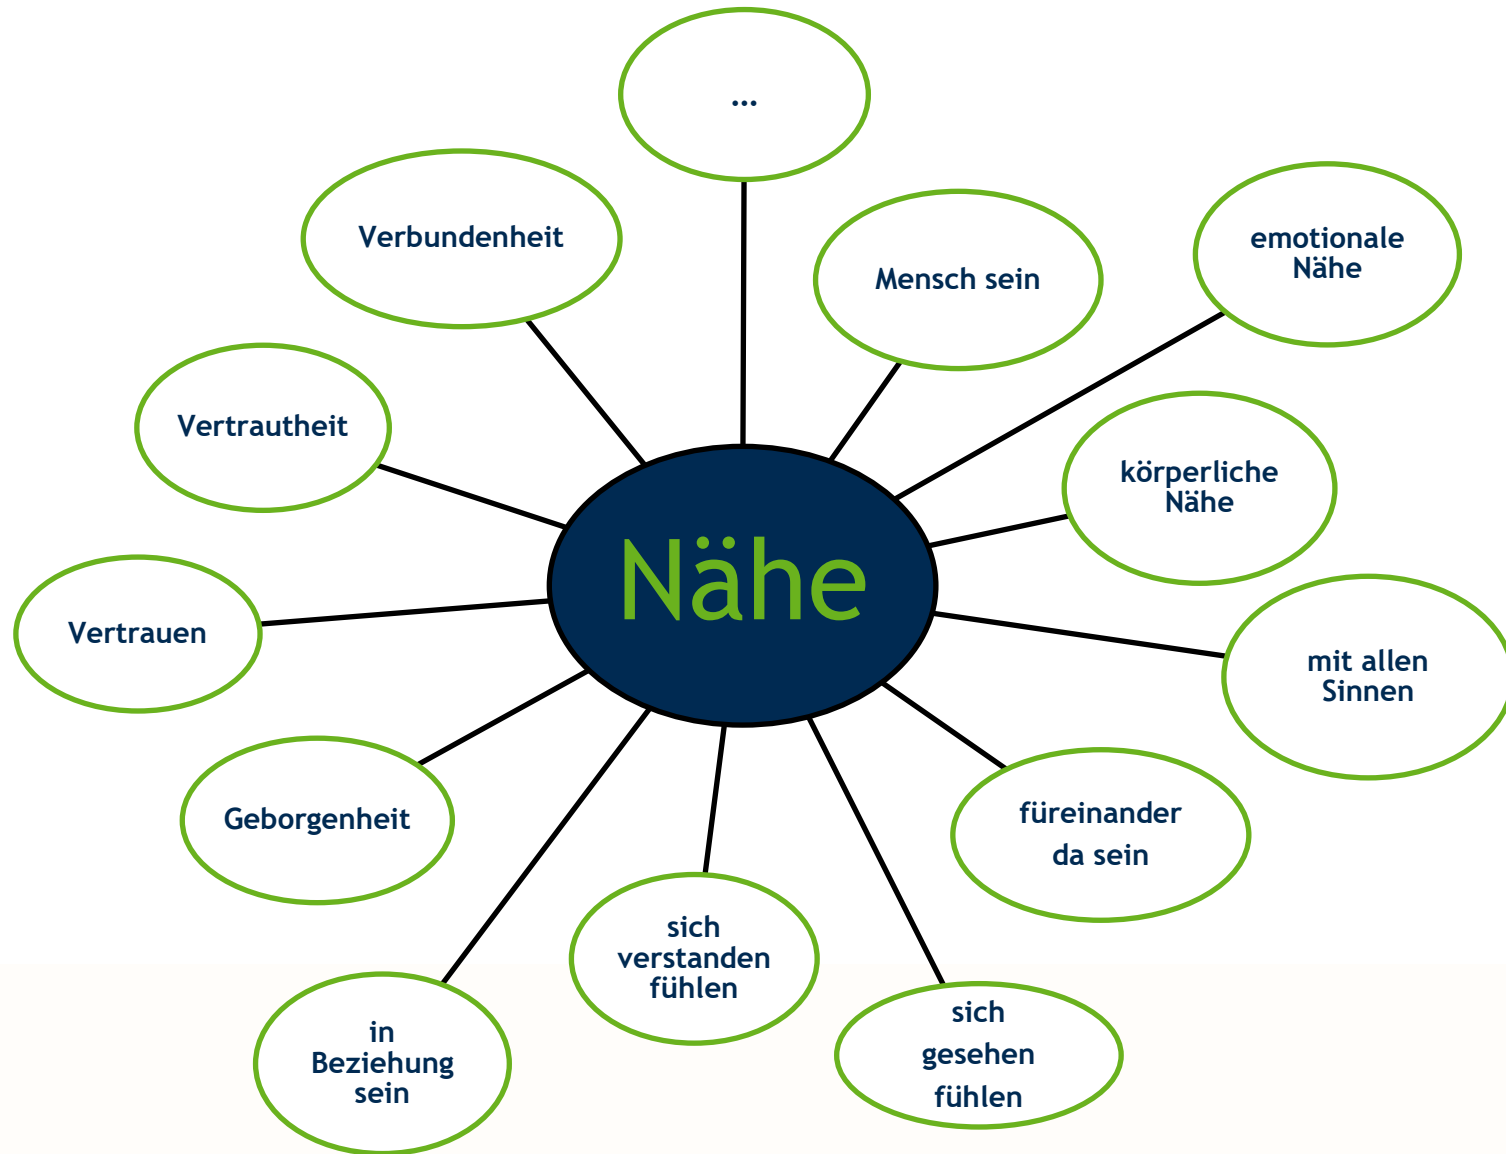 ...
Verbundenheit
Mensch sein
emotionale
Nähe
Vertrautheit
körperliche
Nähe
Nähe
Vertrauen
mit allen
Sinnen
Geborgenheit
füreinander
da sein
sich
verstanden
fühlen
in
Beziehung
sein
sich
gesehen
fühlen